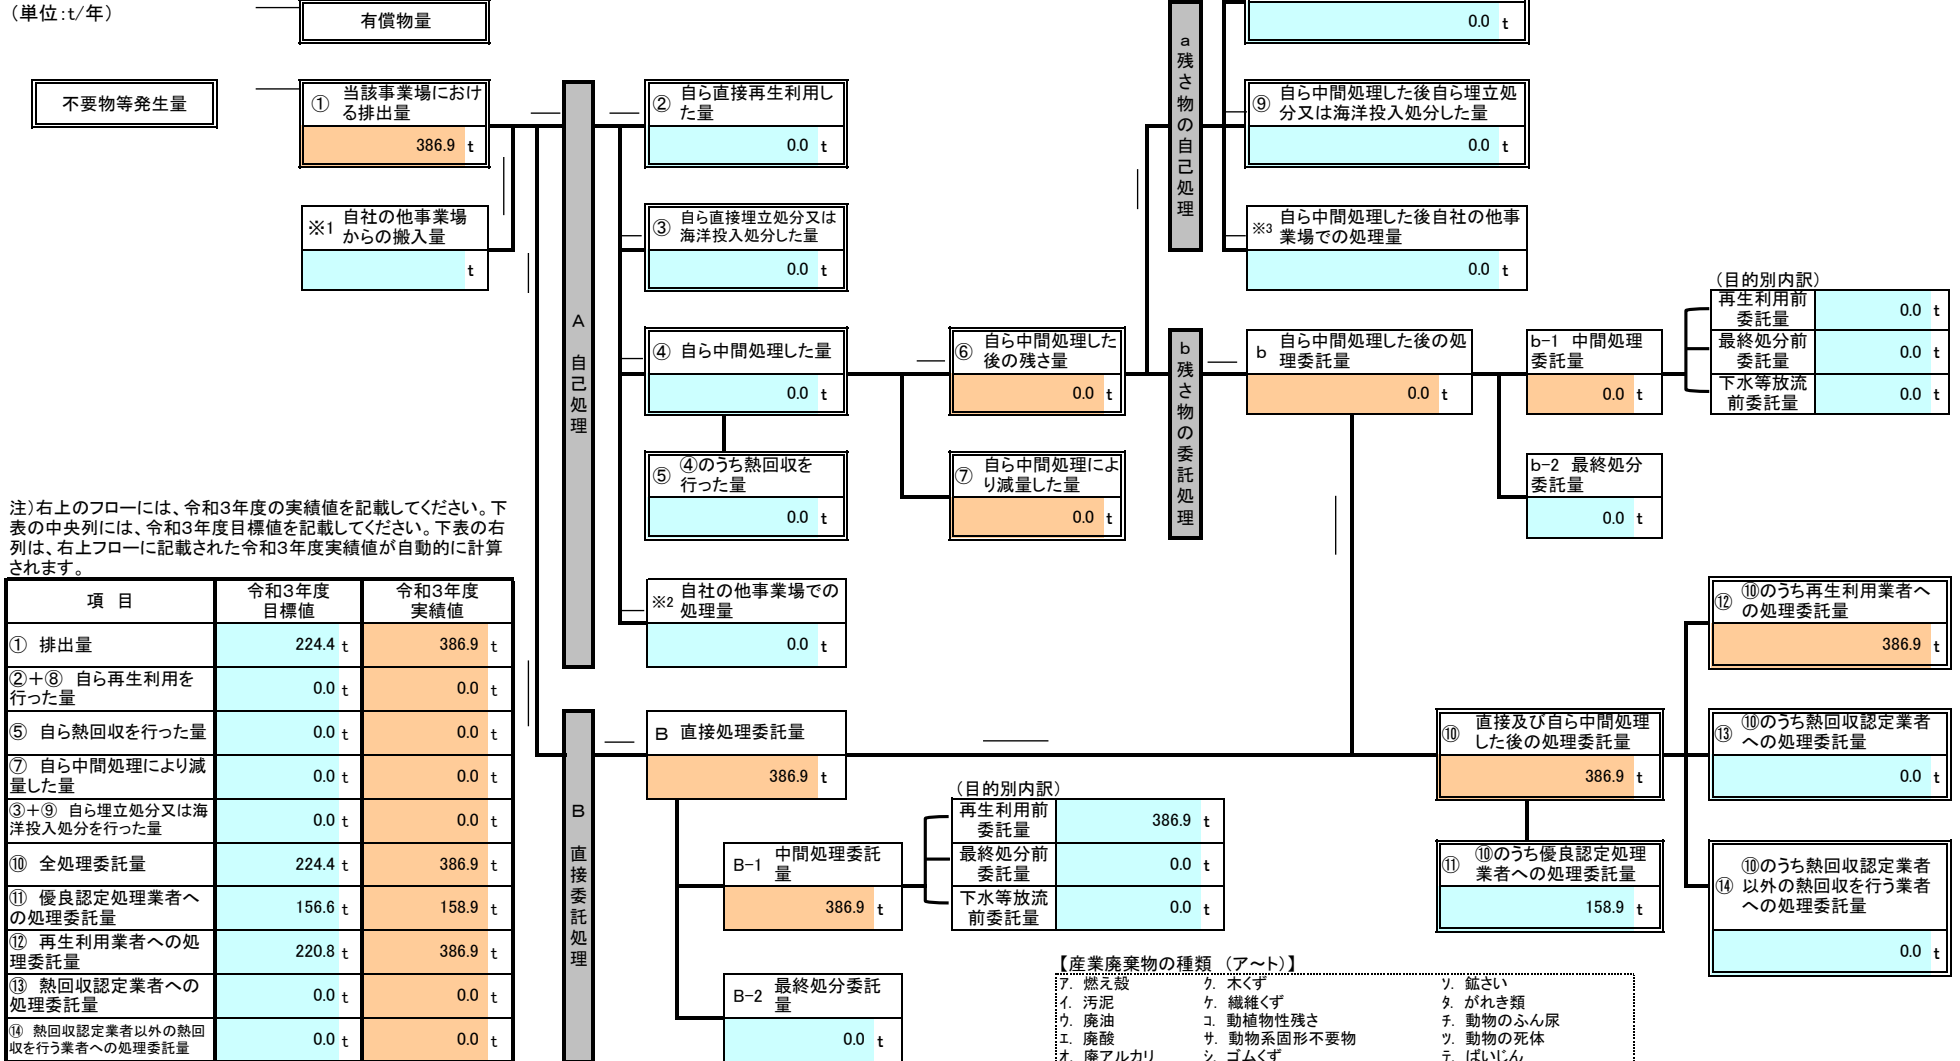 （単位：t/年）
有償物量
0.0 t
不要物等発生量
① 当該事業場におけ
る排出量
386.9 t
※1 自社の他事業場
からの搬入量
t
A 自己処理
② 自ら直接再生利用し
た量
0.0 t
③ 自ら直接埋立処分又は
海洋投入処分した量
0.0 t
④ 自ら中間処理した量
0.0 t
⑤ ④のうち熱回収を
行った量
0.0 t
※2 自社の他事業場での
処理量
0.0 t
⑥ 自ら中間処理した
後の残さ量
0.0 t
⑦ 自ら中間処理によ
り減量した量
0.0 t
a残さ物の自己処理
⑨ 自ら中間処理した後自ら埋立処
分又は海洋投入処分した量
0.0 t
※3 自ら中間処理した後自社の他事
業場での処理量
0.0 t
b残さ物の委託処理
b 自ら中間処理した後の処
理委託量
0.0 t
b-1 中間処理
委託量
0.0 t
b-2 最終処分
委託量
0.0 t
（目的別内訳）
再生利用前
委託量 0.0 t
最終処分前
委託量 0.0 t
下水等放流
前委託量 0.0 t
注）右上のフローには、令和3年度の実績値を記載してください。下
表の中央列には、令和3年度目標値を記載してください。下表の右
列は、右上フローに記載された令和3年度実績値が自動的に計算
されます。
項 目 令和3年度
目標値 令和3年度
実績値
① 排出量 224.4 t 386.9 t
②＋⑧ 自ら再生利用を
行った量 0.0 t 0.0 t
⑤ 自ら熱回収を行った量 0.0 t 0.0 t
⑦ 自ら中間処理により減
量した量 0.0 t 0.0 t
③＋⑨ 自ら埋立処分又は海
洋投入処分を行った量 0.0 t 0.0 t
⑩ 全処理委託量 224.4 t 386.9 t
⑪ 優良認定処理業者へ
の処理委託量 156.6 t 158.9 t
⑫ 再生利用業者への処
理委託量 220.8 t 386.9 t
⑬ 熱回収認定業者への
処理委託量 0.0 t 0.0 t
⑭ 熱回収認定業者以外の熱回
収を行う業者への処理委託量 0.0 t 0.0 t
B 直接委託処理
B 直接処理委託量
386.9 t
B-1 中間処理委託
量
386.9 t
B-2 最終処分委託
量
0.0 t
（目的別内訳）
再生利用前
委託量 386.9 t
最終処分前
委託量 0.0 t
下水等放流
前委託量 0.0 t
⑩ 直接及び自ら中間処理
した後の処理委託量
386.9 t
⑪ ⑩のうち優良認定処理
業者への処理委託量
158.9 t
⑫ ⑩のうち再生利用業者へ
の処理委託量
386.9 t
⑬ ⑩のうち熱回収認定業者
への処理委託量
0.0 t
⑭ ⑩のうち熱回収認定業者
以外の熱回収を行う業者
への処理委託量
0.0 t
【産業廃棄物の種類 （ア～ト）】
ア. 燃え殻 ク. 木くず ソ. 鉱さい
イ. 汚泥 ケ. 繊維くず タ. がれき類
ウ. 廃油 コ. 動植物性残さ チ. 動物のふん尿
エ. 廃酸 サ. 動物系固形不要物 ツ. 動物の死体
オ. 廃アルカリ シ. ゴムくず テ. ばいじん